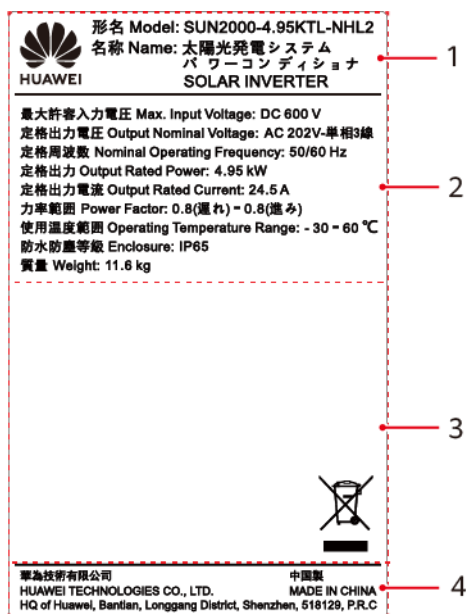 HUAWEI
形名 Model: SUN2000-4.95KTL-NHL2
名称 Name: 太陽光発電システム
パワーコンディショナ
SOLAR INVERTER
1
最大許容入力電圧 Max. Input Voltage: DC 600 V
定格出力電圧 Output Nominal Voltage: AC 202V-単相3線
定格周波数 Nominal Operating Frequency: 50/60 Hz
定格出力 Output Rated Power: 4.95 kW
定格出力電流 Output Rated Current: 24.5 A
力率範囲 Power Factor: 0.8(遅れ) - 0.8(進み)
使用温度範囲 Operating Temperature Range: - 30 - 60 ℃
防水防塵等級 Enclosure: IP65
質量 Weight: 11.6 kg
2
3
華為技術有限公司
中国製
HUAWEI TECHNOLOGIES CO., LTD.
MADE IN CHINA
HQ of Huawei, Bantian, Longgang District, Shenzhen, 518129, P.R.C
4